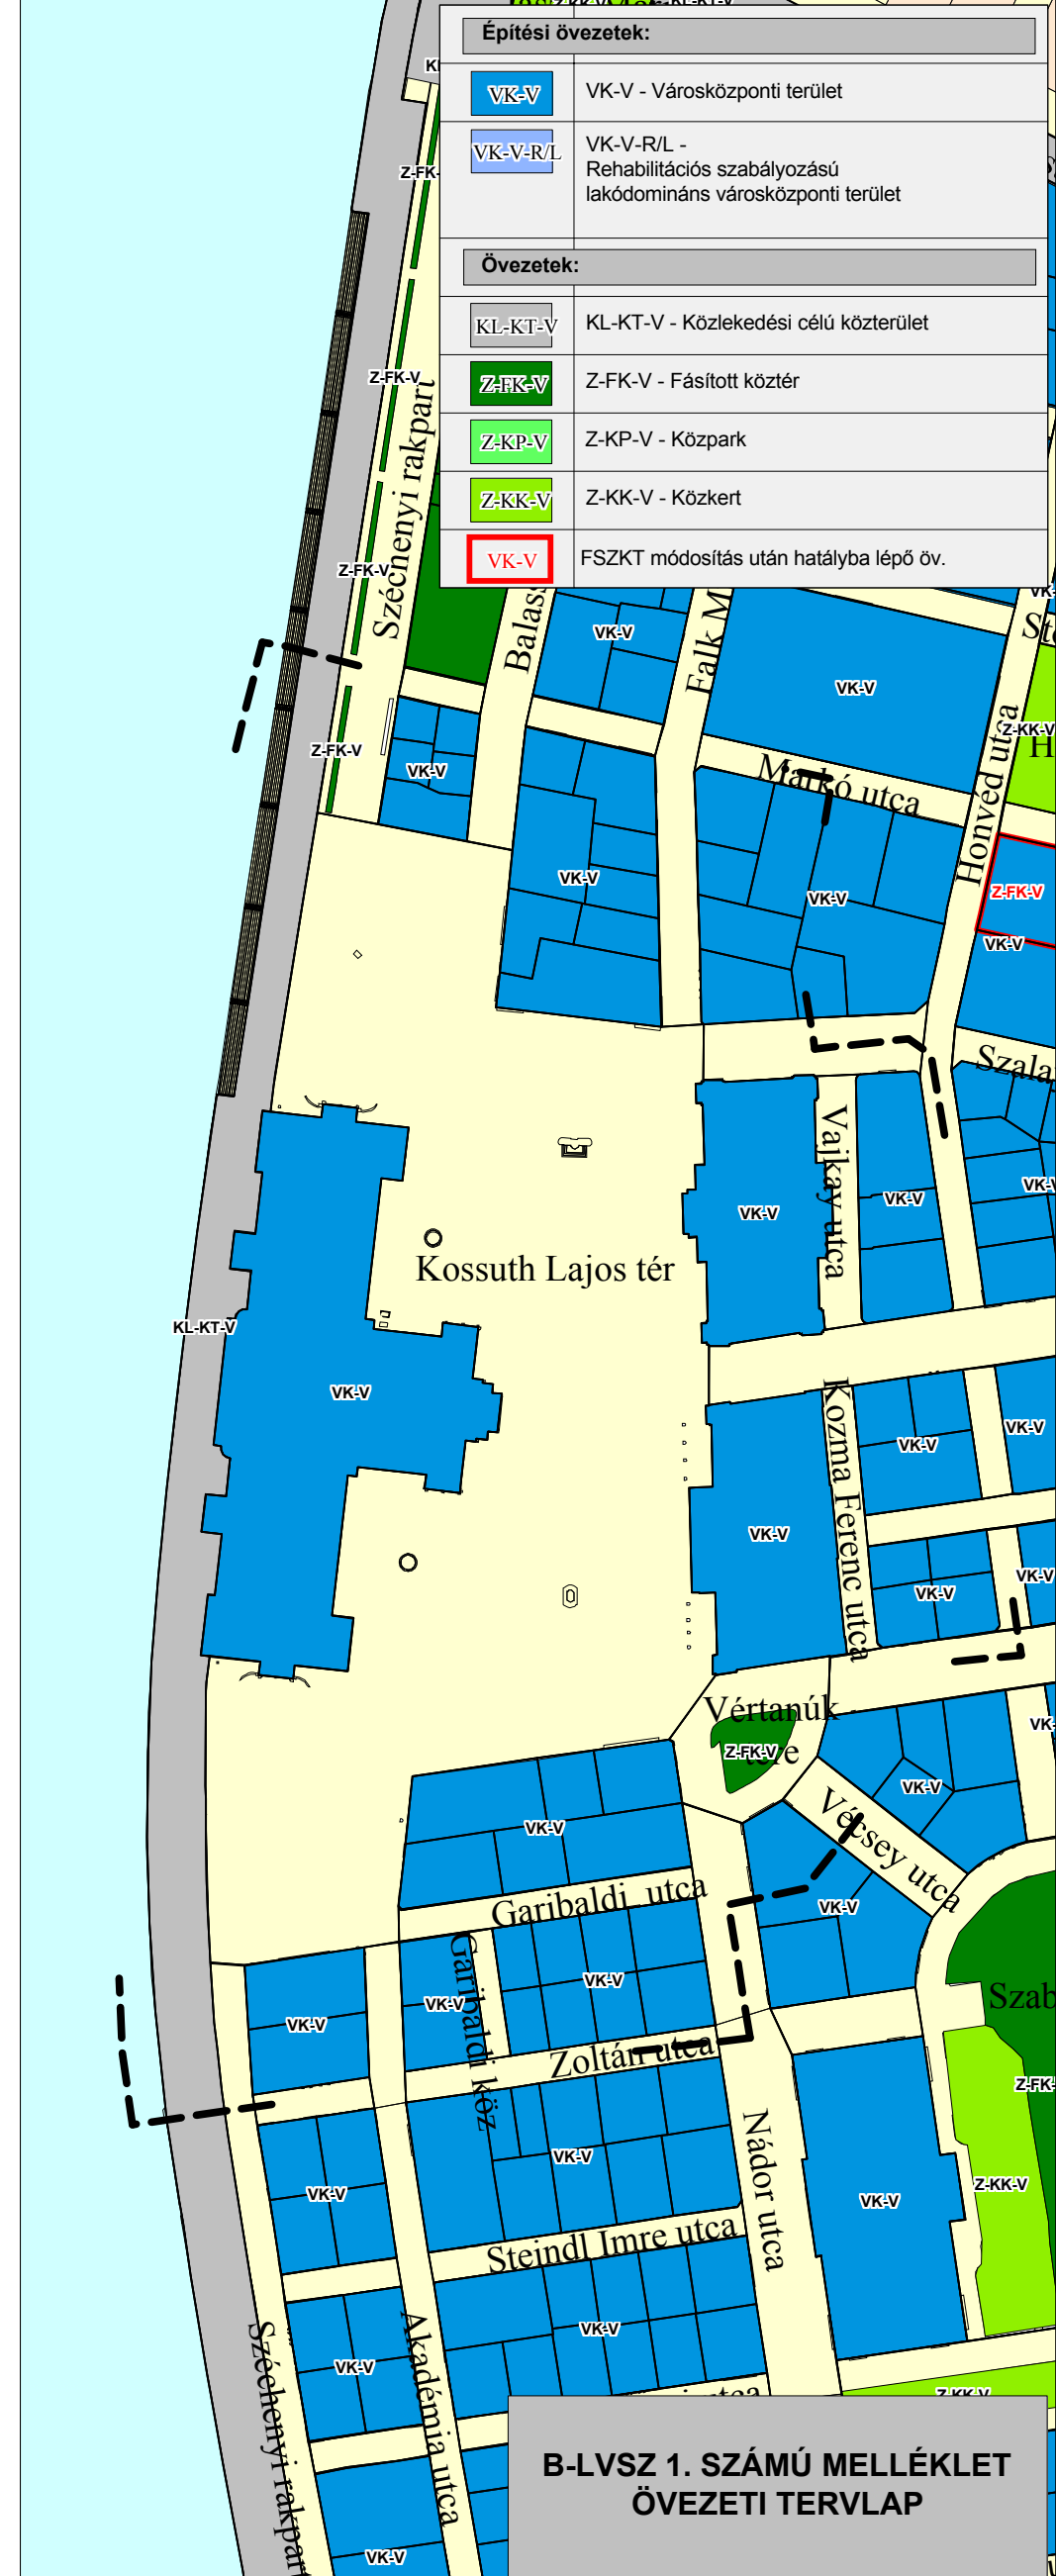 Építési övezetek:
VK-V
VK-V - Városközponti terület
VK-V-R/L
VK-V-R/L -
Rehabilitációs szabályozású
lakódomináns városközponti terület
Övezetek:
KL-KT-V
KL-KT-V - Közlekedési célú közterület
Z-FK-V
Z-FK-V - Fásított köztér
Z-KP-V
Z-KP-V - Közpark
Z-KK-V
Z-KK-V - Közkert
VK-V
FSZKT módosítás után hatályba lépő öv.
Z-FK-V
Széchenyi rakpart
Z-FK-V
Z-FK-V
VK-V
Falk M
VK-V
VK-V
Markó utca
Honvéd utca
Z-KK-V
VK-V
VK-V
Z-FK-V
VK-V
Szala
Vajkay utca
VK-V
VK-V
VK-V
Kossuth Lajos tér
KL-KT-V
VK-V
Kozma Ferenc utca
VK-V
VK-V
VK-V
VK-V
VK-V
Vértanúk
tere
Z-FK-V
VK-V
Vécsey utca
VK-V
VK-V
Garibaldi utca
Garibaldi köz
VK-V
VK-V
VK-V
Szab
Zoltán utca
Z-FK-
Nádor utca
VK-V
VK-V
VK-V
Z-KK-V
Steindl Imre utca
VK-V
VK-V
Széchenyi rakpart
Akadémia utca
Z-KK-V
VK-V
B-LVSZ 1. SZÁMÚ MELLÉKLET
ÖVEZETI TERVLAP